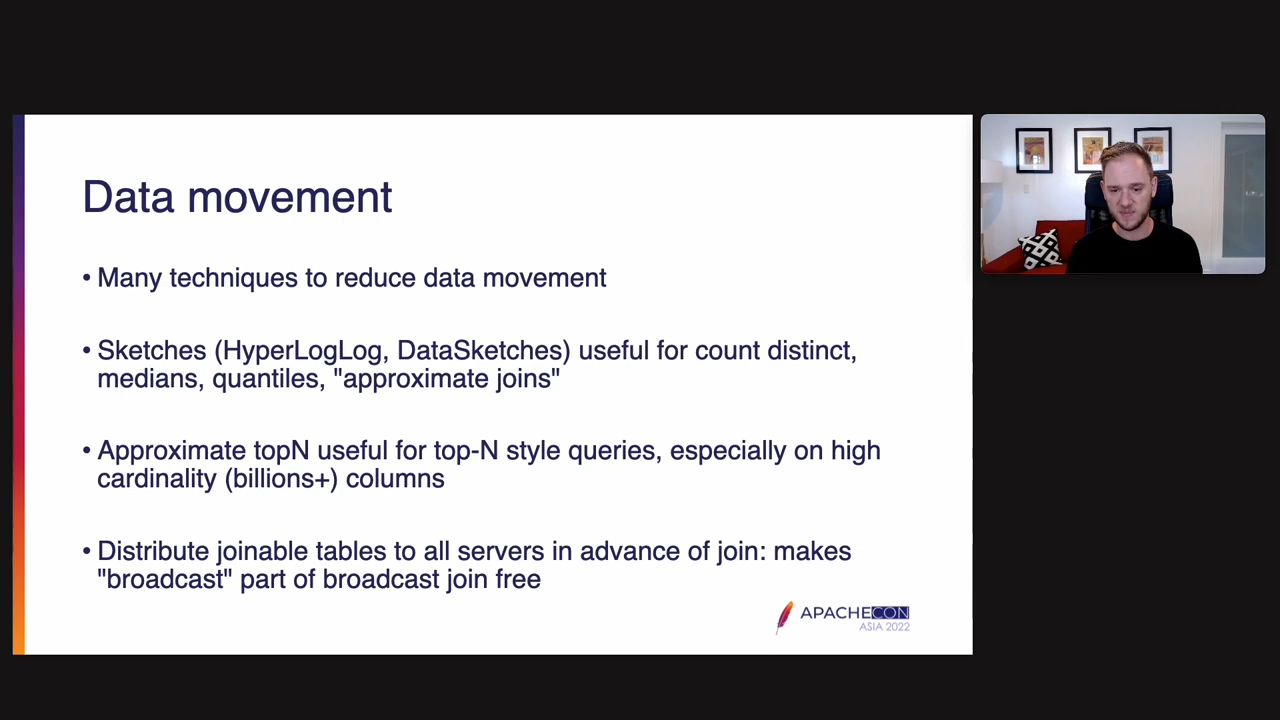 Data movement
• Many techniques to reduce data movement
• Sketches (HyperLogLog, DataSketches) useful for count distinct,
medians, quantiles, "approximate joins"
• Approximate topN useful for top-N style queries, especially on high
cardinality (billions+) columns
• Distribute joinable tables to all servers in advance of join: makes
"broadcast" part of broadcast join free
APACHECON
ASIA 2022